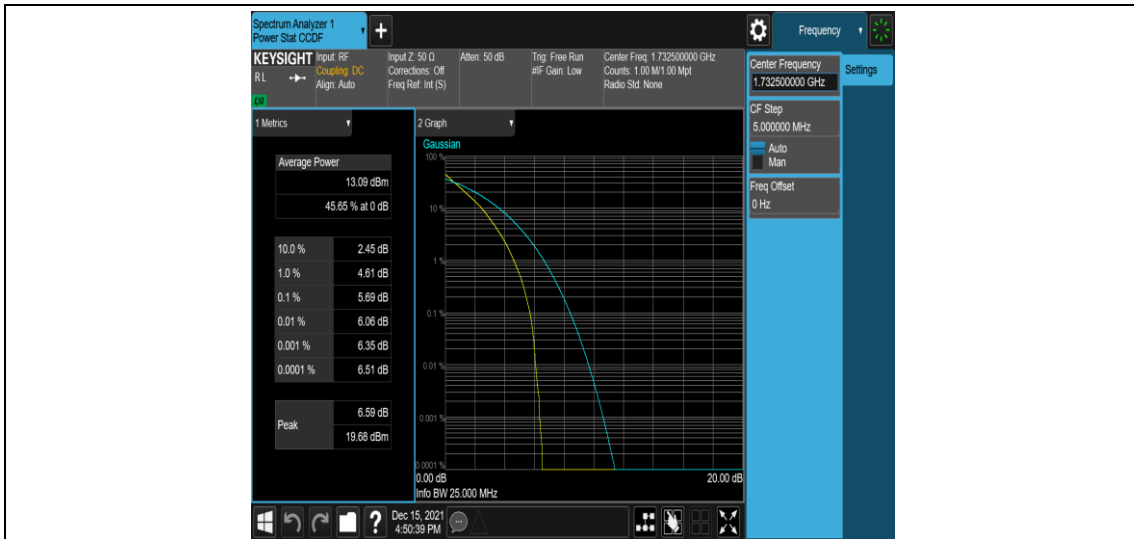 Spectrum Analyzer 1
Power Stat CCDF
+
Frequency
KEYSIGHT
RL
LXI
Input: RF
Coupling: DC
Align: Auto
Input Z: 50 Ω
Corrections: Off
Freq Ref: Int (S)
Atten: 50 dB
Trig: Free Run
#IF Gain: Low
Center Freq: 1.732500000 GHz
Counts: 1.00 M/1.00 Mpt
Radio Std: None
Center Frequency
1.732500000 GHz
Settings
CF Step
5.000000 MHz
Auto
Man
Freq Offset
0 Hz
1 Metrics
Average Power
13.09 dBm
45.65 % at 0 dB
10.0 % 2.45 dB
1.0 % 4.61 dB
0.1 % 5.69 dB
0.01 % 6.06 dB
0.001 % 6.35 dB
0.0001 % 6.51 dB
Peak
6.59 dB
19.68 dBm
2 Graph
Gaussian
100 %
10 %
1 %
0.1 %
0.01 %
0.001 %
0.0001 %
0.00 dB
20.00 dB
Info BW 25.000 MHz
?
Dec 15, 2021
4:50:39 PM